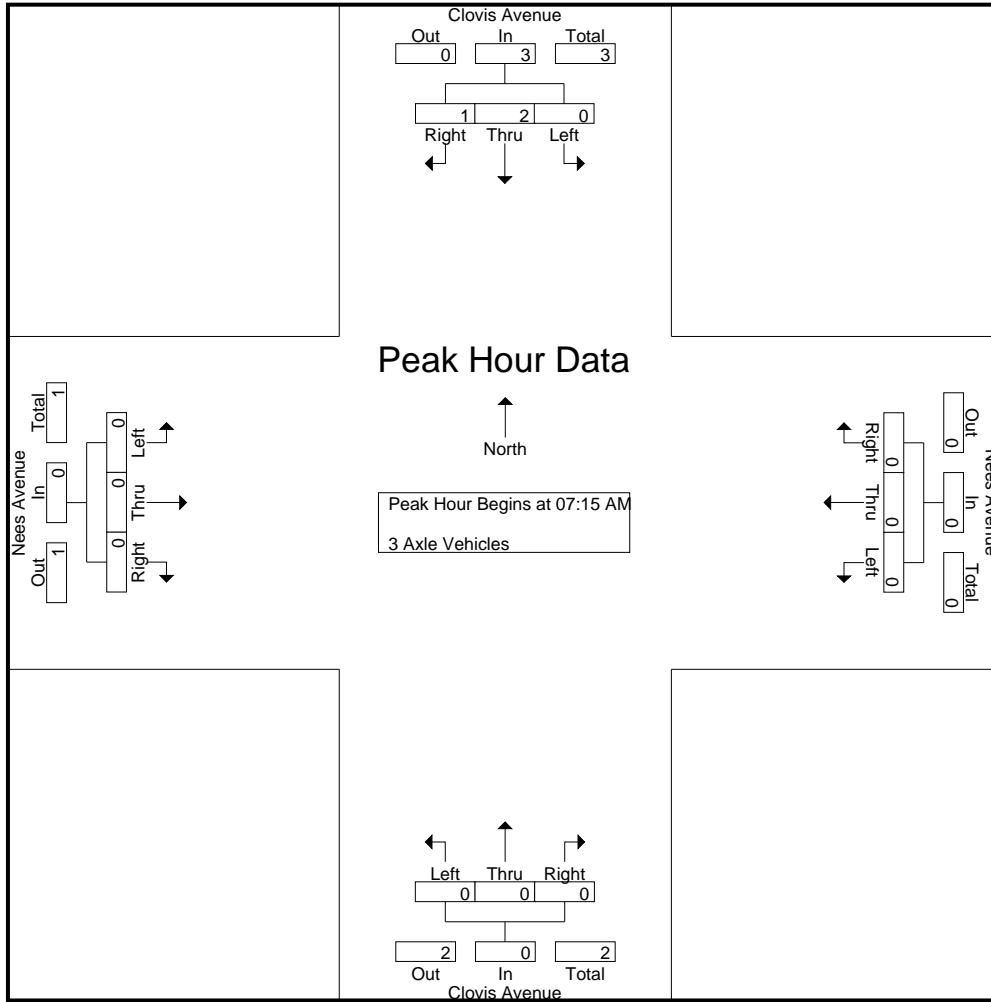 Clovis Avenue
Out In Total
0 3 3
1 2 0
Right Thru Left
Peak Hour Data
North
Peak Hour Begins at 07:15 AM
3 Axle Vehicles
Nees Avenue
Total In Out
1 0 1
0 0 0
Left Thru Right
Right Thru Left
0 0 0
0 0 0
Out In Total
Nees Avenue
Left Thru Right
0 0 0
2 0 2
Out In Total
Clovis Avenue